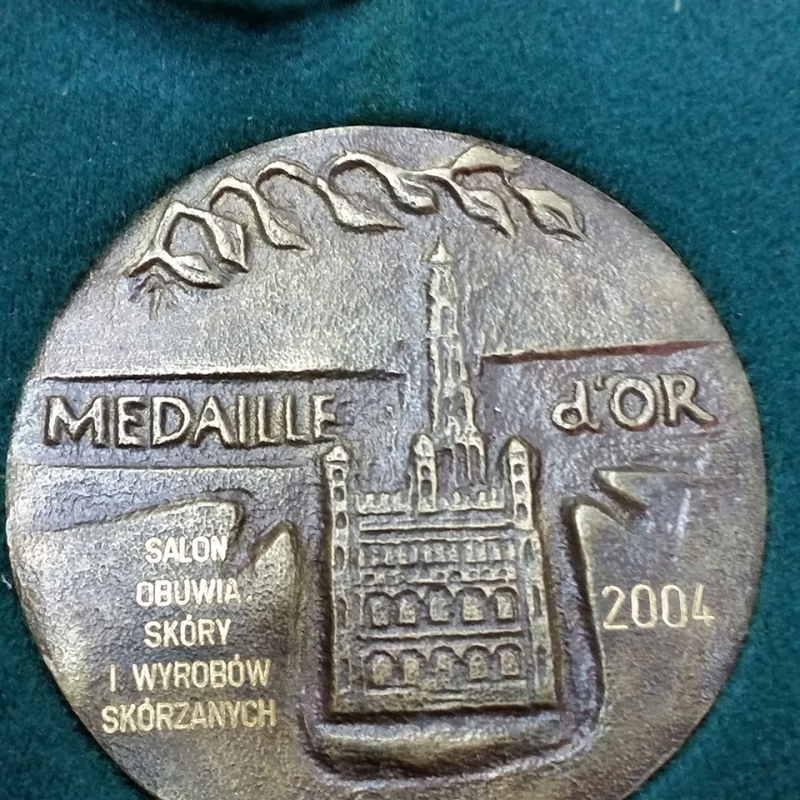 MEDAILLE d'OR
SALON
OBUWIA.
SKÓRY
I WYROBÓW
SKÓRZANYCH
2004